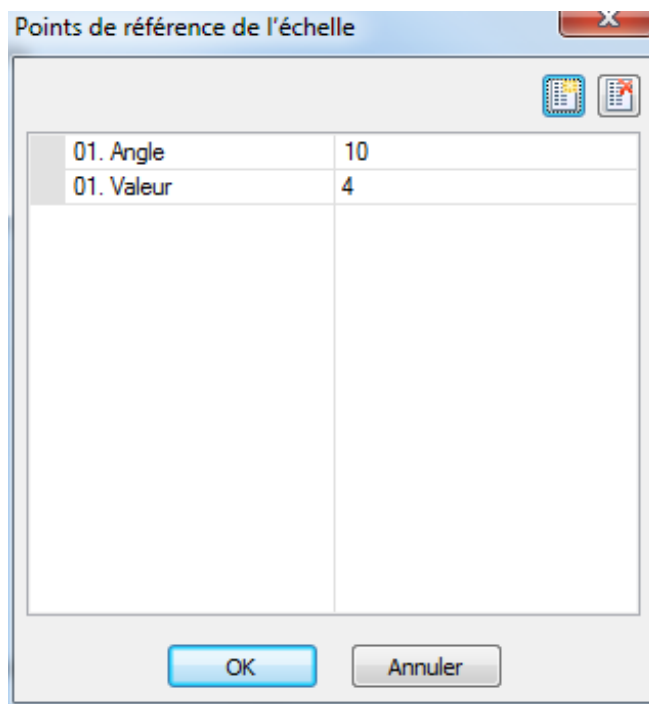 Points de référence de l'échelle
01. Angle 10
01. Valeur 4
OK Annuler